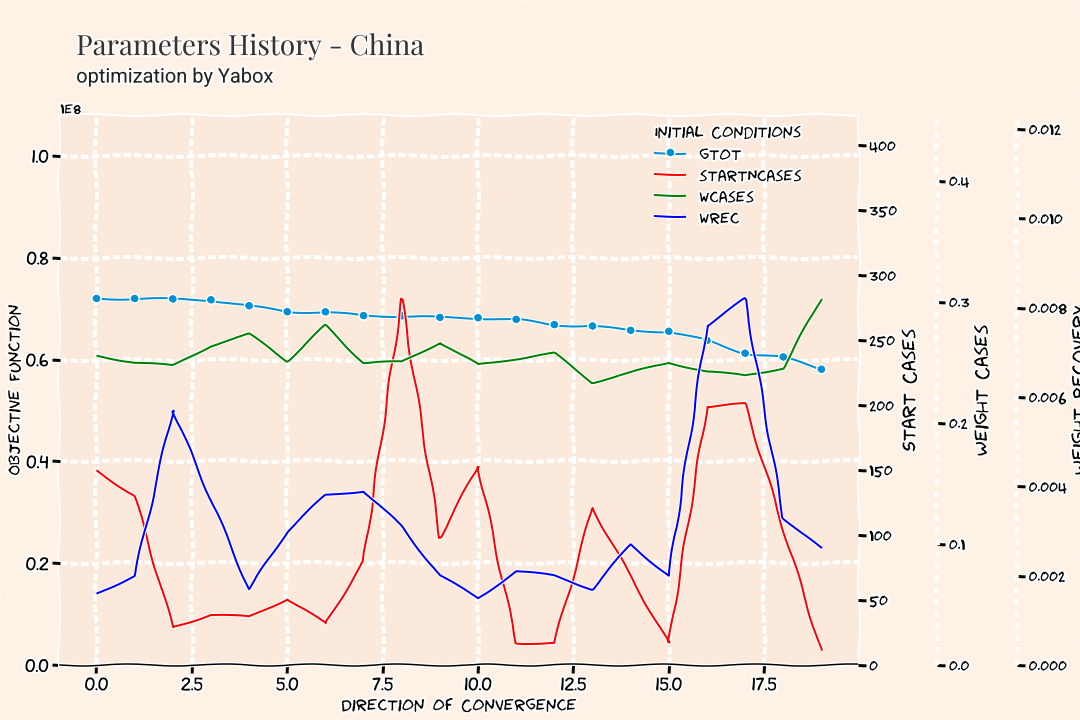 Parameters History - China
optimization by Yabox
1E8
INITIAL CONDITIONS
GTOT
STARTNCASES
WCASES
WREC
1.0
0.8
0.6
0.4
0.2
0.0
OBJECTIVE FUNCTION
0.0 2.5 5.0 7.5 10.0 12.5 15.0 17.5
DIRECTION OF CONVERGENCE
400
350
300
250
200
150
100
50
0
START CASES
0.4
0.3
0.2
0.1
0.0
WEIGHT CASES
0.012
0.010
0.008
0.006
0.004
0.002
0.000
WEIGHT RECOVERY